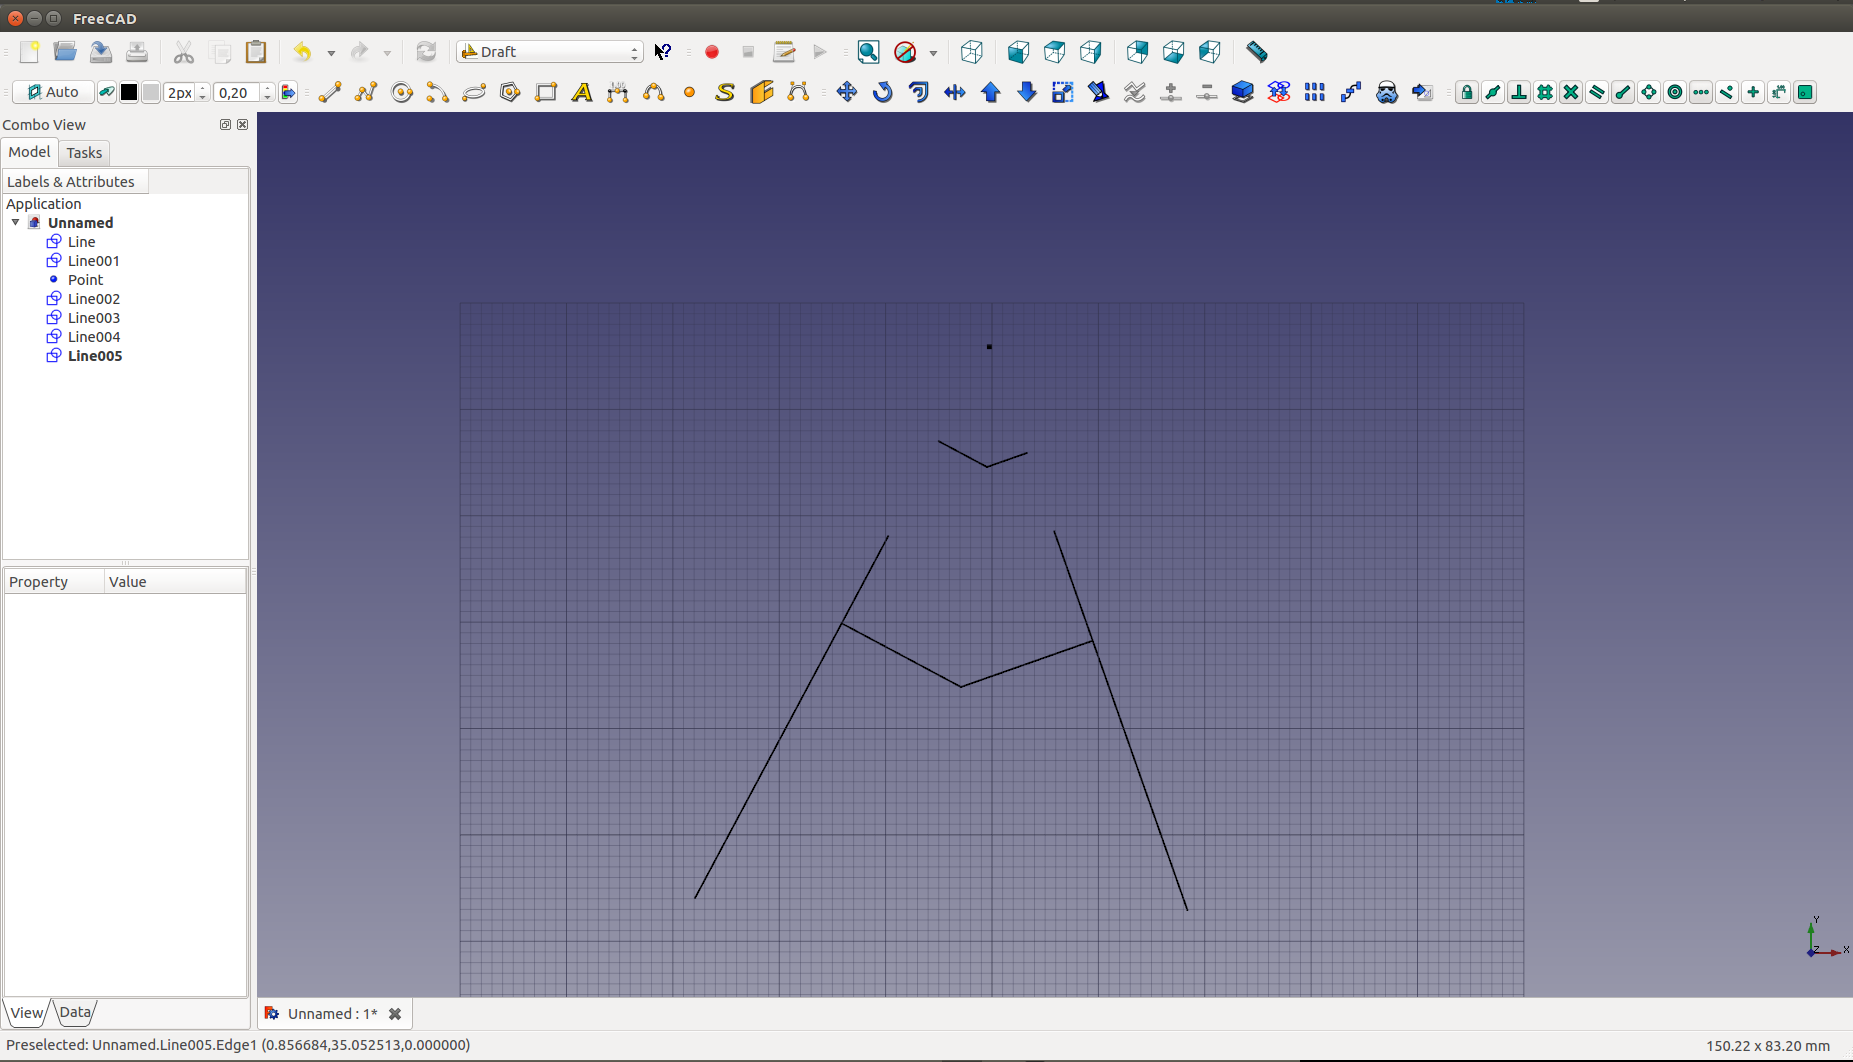 FreeCAD
Draft
Auto
2px
0,20
Combo View
Model
Tasks
Labels & Attributes
Application
Unnamed
Line
Line001
Point
Line002
Line003
Line004
Line005
Property
Value
Y
Z
X
View
Data
Unnamed : 1*
Preselected: Unnamed.Line005.Edge1 (0.856684,35.052513,0.000000)
150.22 x 83.20 mm